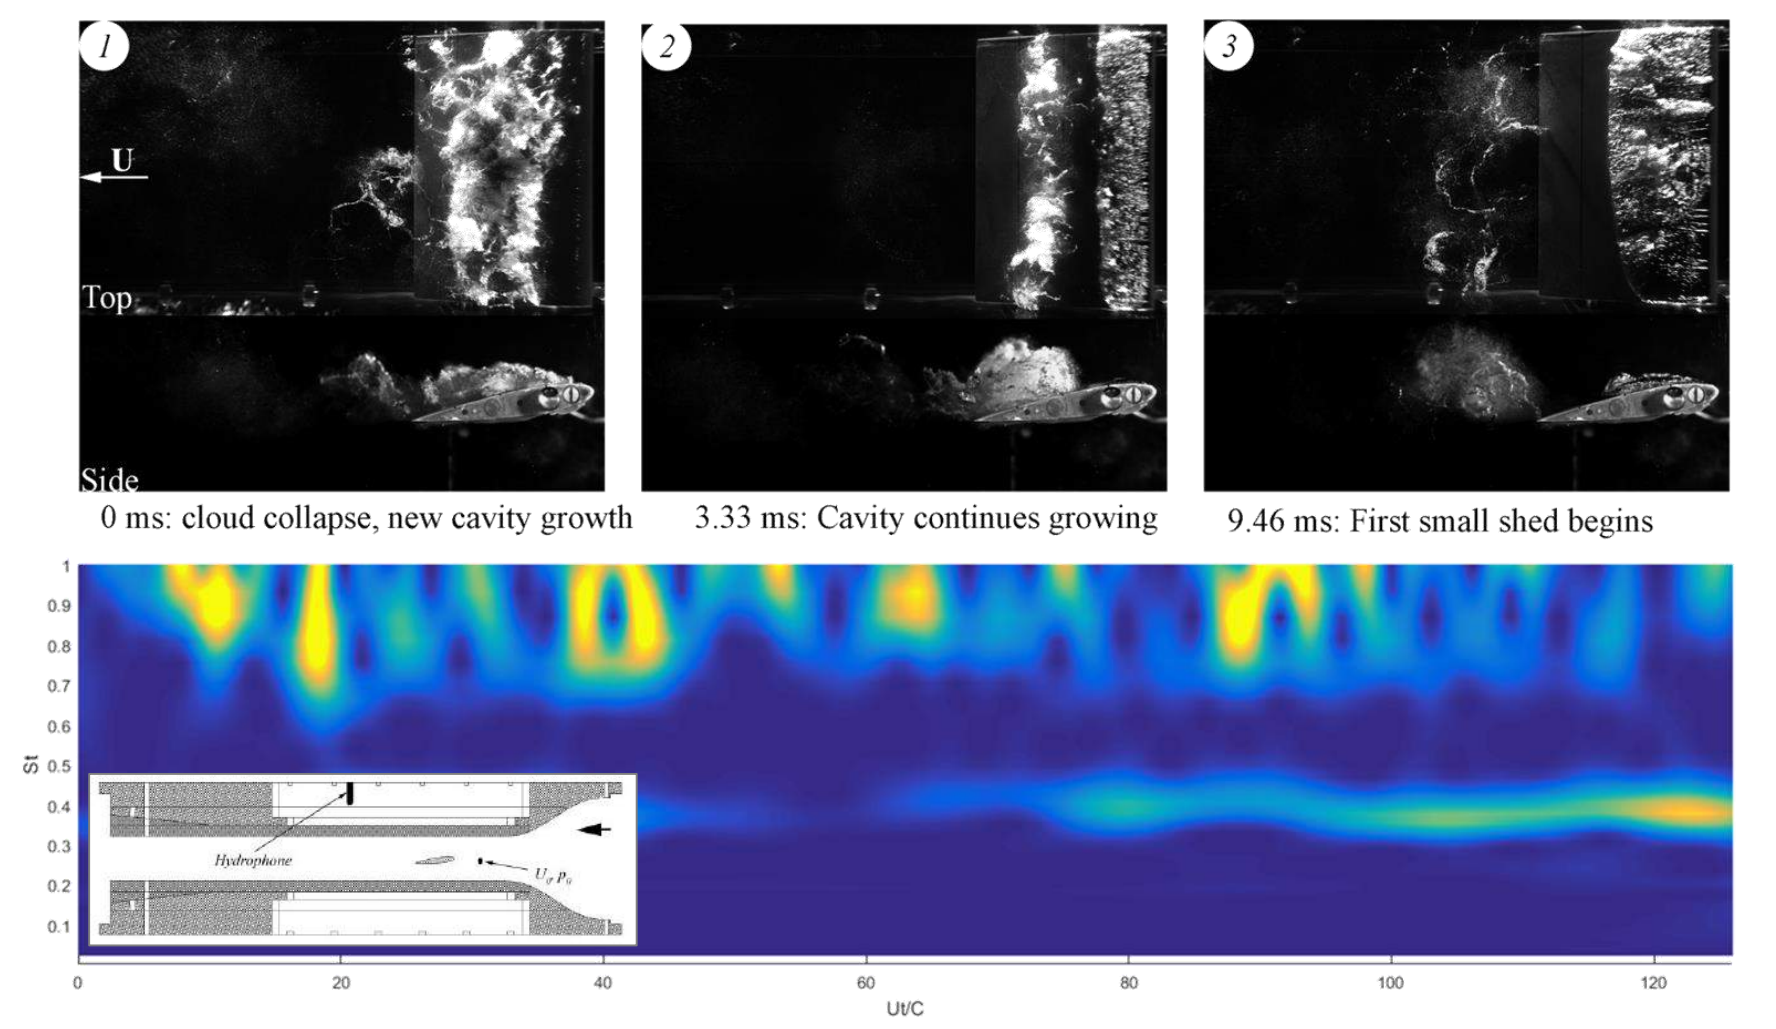 1
2
3
U
Top
Side
0 ms: cloud collapse, new cavity growth
3.33 ms: Cavity continues growing
9.46 ms: First small shed begins
1
0.9
0.8
0.7
0.6
0.5
0.4
0.3
0.2
0.1
St
Hydrophone
U₀, p₀
0 20 40 60 80 100 120
Ut/C